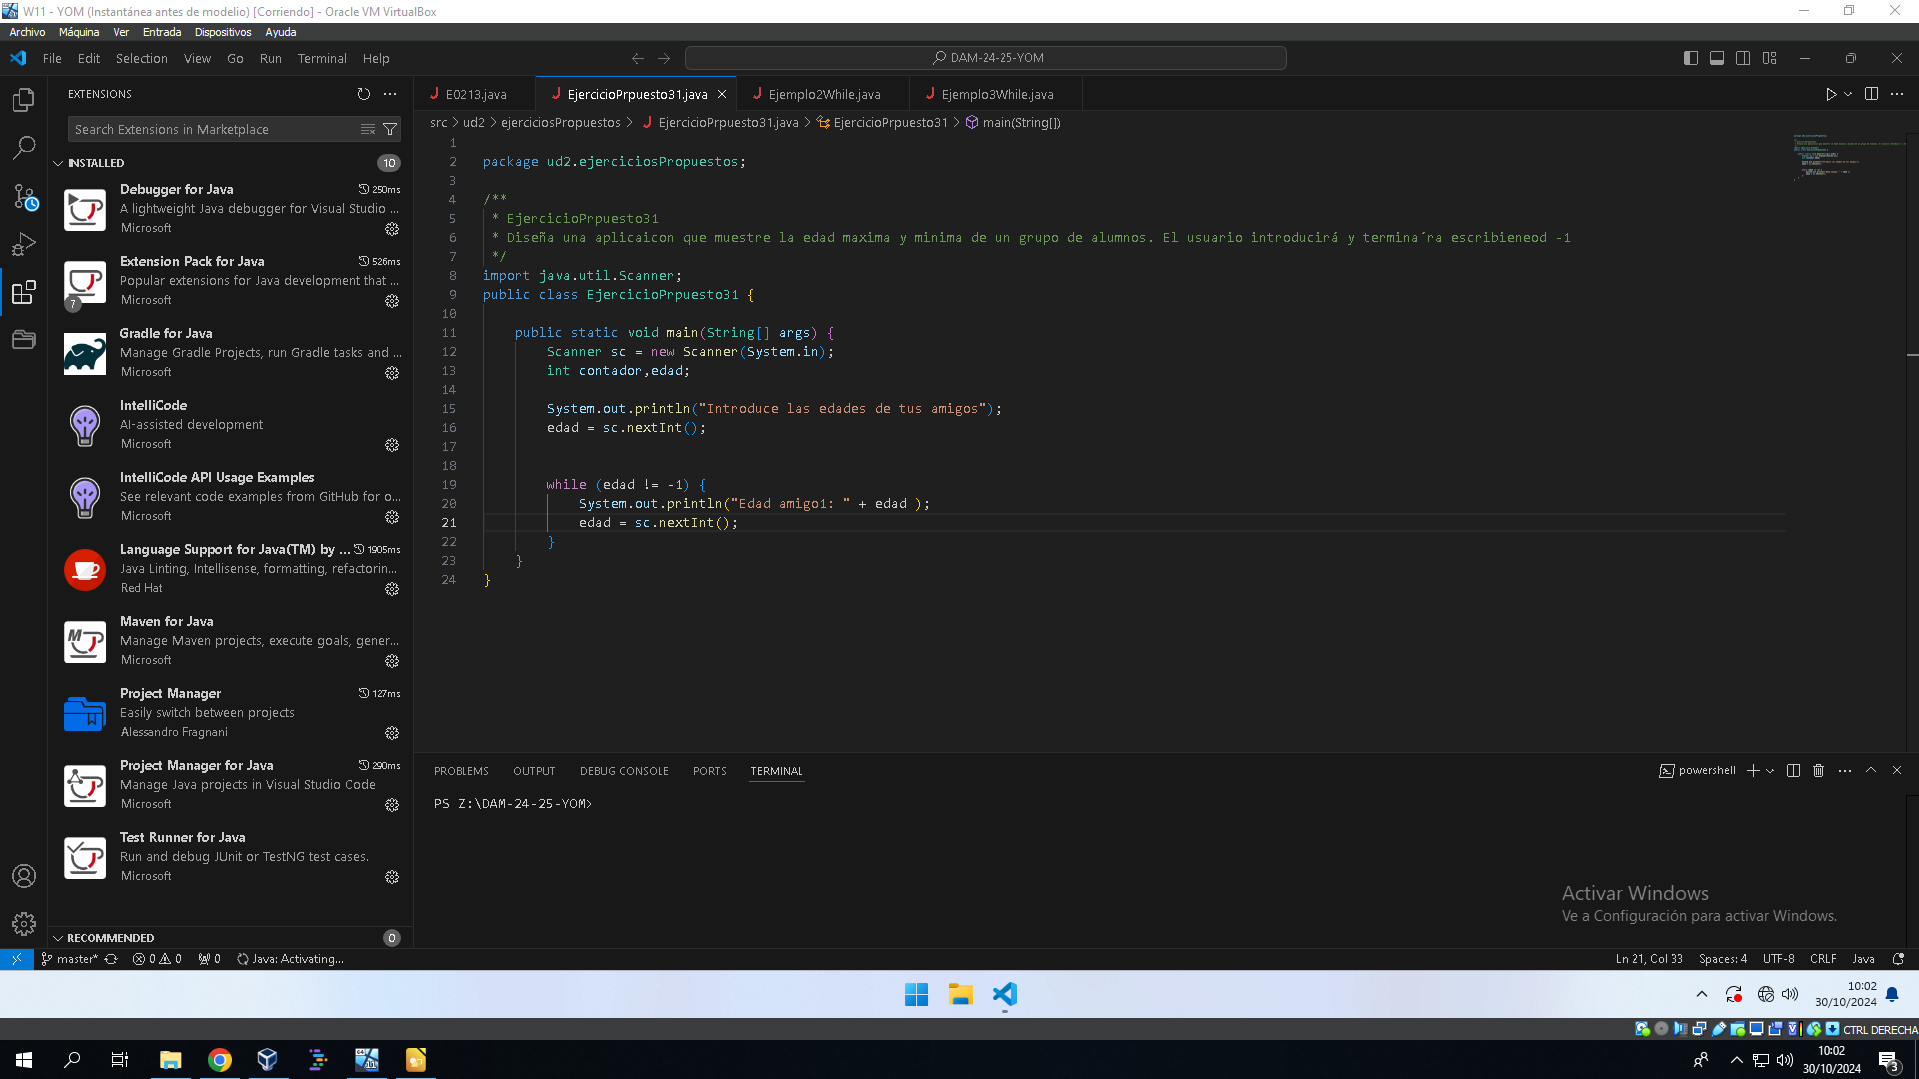 W11 - YOM (Instantánea antes de modelio) [Corriendo] - Oracle VM VirtualBox
Archivo Máquina Ver Entrada Dispositivos Ayuda
File Edit Selection View Go Run Terminal Help
DAM-24-25-YOM
EXTENSIONS
Search Extensions in Marketplace
INSTALLED 10
Debugger for Java 250ms
A lightweight Java debugger for Visual Studio ...
Microsoft
Extension Pack for Java 526ms
Popular extensions for Java development that ...
Microsoft
7
Gradle for Java
Manage Gradle Projects, run Gradle tasks and ...
Microsoft
IntelliCode
AI-assisted development
Microsoft
IntelliCode API Usage Examples
See relevant code examples from GitHub for o...
Microsoft
Language Support for Java(TM) by ... 1905ms
Java Linting, Intellisense, formatting, refactorin...
Red Hat
Maven for Java
Manage Maven projects, execute goals, gener...
Microsoft
Project Manager 127ms
Easily switch between projects
Alessandro Fragnani
Project Manager for Java 290ms
Manage Java projects in Visual Studio Code
Microsoft
Test Runner for Java
Run and debug JUnit or TestNG test cases.
Microsoft
RECOMMENDED 0
E0213.java EjercicioPrpuesto31.java Ejemplo2While.java Ejemplo3While.java
src > ud2 > ejerciciosPropuestos > EjercicioPrpuesto31.java > EjercicioPrpuesto31 > main(String[])
1
2 package ud2.ejerciciosPropuestos;
3
4 /**
5 * EjercicioPrpuesto31
6 * Diseña una aplicaicon que muestre la edad maxima y minima de un grupo de alumnos. El usuario introducirá y termina´ra escribieneod -1
7 */
8 import java.util.Scanner;
9 public class EjercicioPrpuesto31 {
10
11 public static void main(String[] args) {
12 Scanner sc = new Scanner(System.in);
13 int contador,edad;
14
15 System.out.println("Introduce las edades de tus amigos");
16 edad = sc.nextInt();
17
18
19 while (edad != -1) {
20 System.out.println("Edad amigo1: " + edad );
21 edad = sc.nextInt();
22 }
23 }
24 }
PROBLEMS OUTPUT DEBUG CONSOLE PORTS TERMINAL
powershell
PS Z:\DAM-24-25-YOM>
Activar Windows
Ve a Configuración para activar Windows.
master* 0 0 0 Java: Activating...
Ln 21, Col 33 Spaces: 4 UTF-8 CRLF Java
10:02
30/10/2024
CTRL DERECHA
10:02
30/10/2024
3